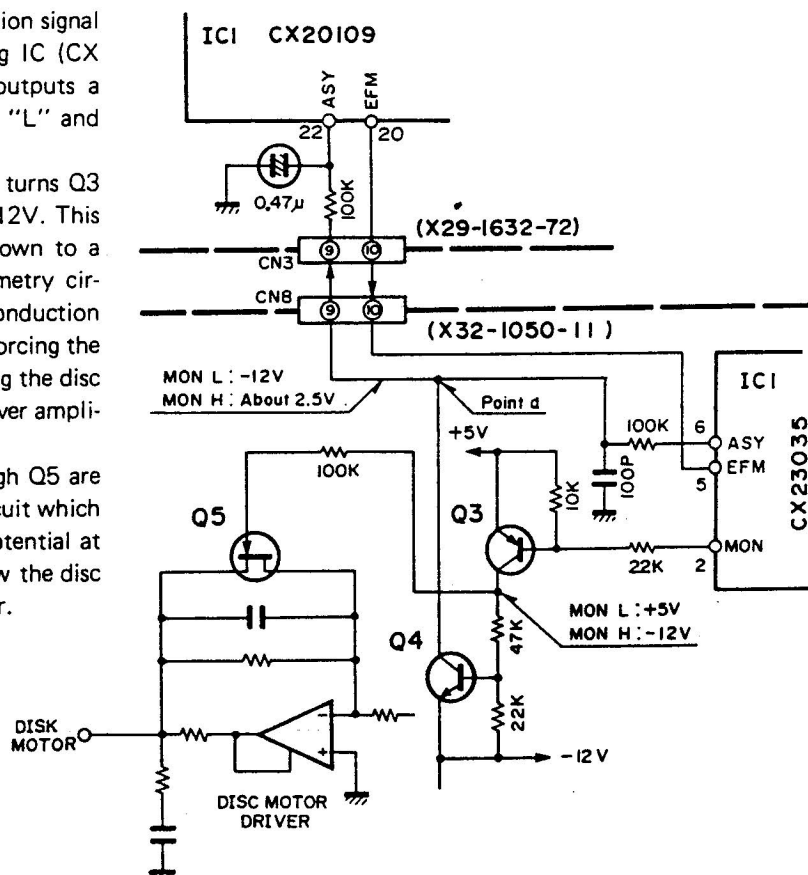 ion signal
g IC (CX
outputs a
"L" and
turns Q3
12V. This
own to a
metry cir-
onduction
orcing the
g the disc
ver ampli-
gh Q5 are
cuit which
otential at
w the disc
r.
IC1 CX20109
ASY
EFM
22
20
0.47μ
100K
(X29-1632-72)
CN3
9
10
CN8
9
10
(X32-1050-11)
MON L : -12V
MON H : About 2.5V
Point a
IC1
100K
6
ASY
+5V
100P
EFM
5
CX23035
100K
Q3
10K
Q5
MON
22K
2
MON L : +5V
MON H : -12V
47K
Q4
22K
DISK
MOTOR
-
+
-12V
DISC MOTOR
DRIVER